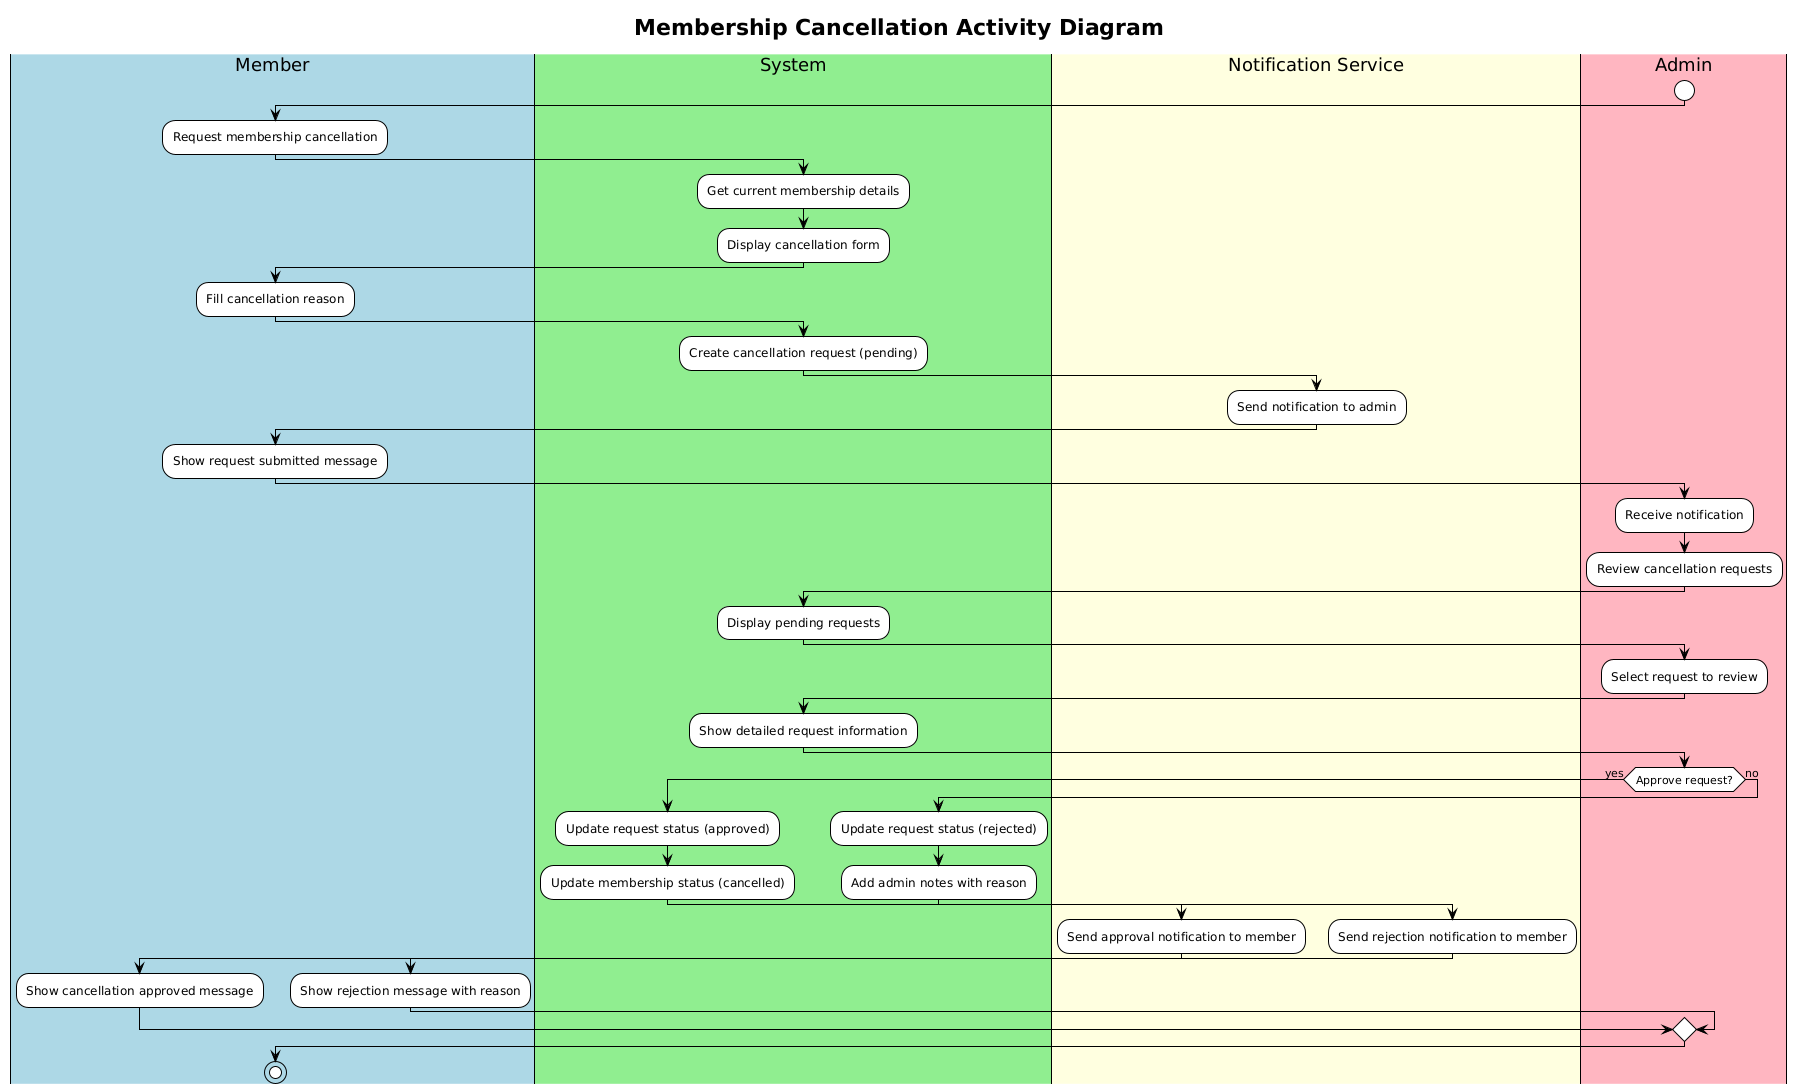 Membership Cancellation Activity Diagram
Member
System
Notification Service
Admin
Request membership cancellation
Get current membership details
Display cancellation form
Fill cancellation reason
Create cancellation request (pending)
Send notification to admin
Show request submitted message
Receive notification
Review cancellation requests
Display pending requests
Select request to review
Show detailed request information
yes
Approve request?
no
Update request status (approved)
Update request status (rejected)
Update membership status (cancelled)
Add admin notes with reason
Send approval notification to member
Send rejection notification to member
Show cancellation approved message
Show rejection message with reason